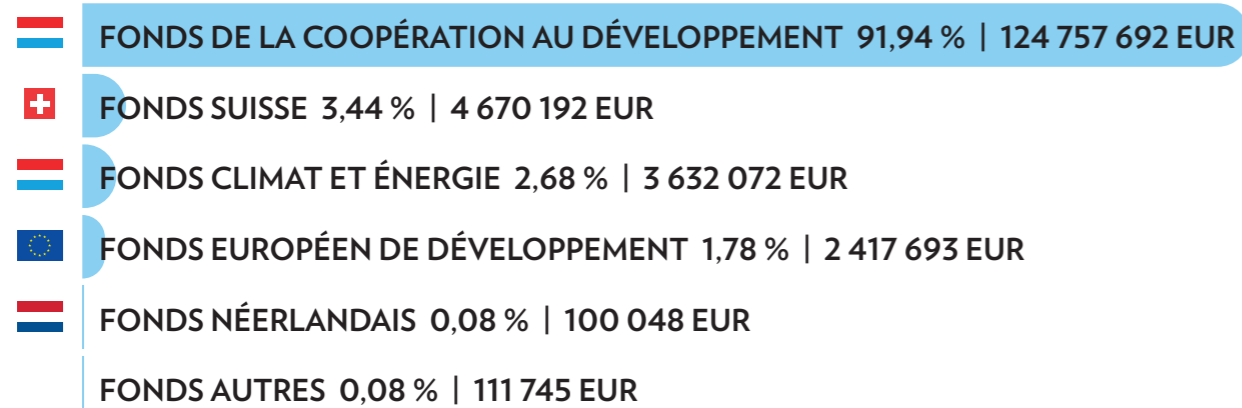 FONDS DE LA COOPÉRATION AU DÉVELOPPEMENT 91,94 % | 124 757 692 EUR
FONDS SUISSE 3,44 % | 4 670 192 EUR
FONDS CLIMAT ET ÉNERGIE 2,68 % | 3 632 072 EUR
FONDS EUROPÉEN DE DÉVELOPPEMENT 1,78 % | 2 417 693 EUR
FONDS NÉERLANDAIS 0,08 % | 100 048 EUR
FONDS AUTRES 0,08 % | 111 745 EUR